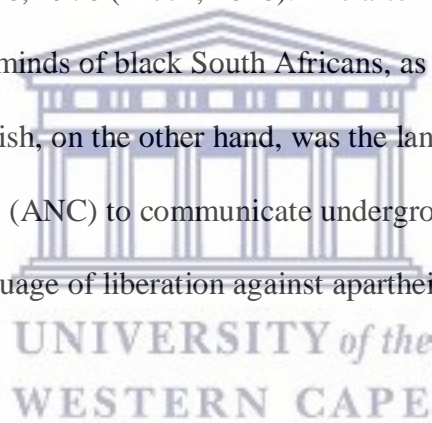 minds of black South Africans, as
ish, on the other hand, was the lan
(ANC) to communicate undergro
uage of liberation against aparthei
UNIVERSITY of the
WESTERN CAPE